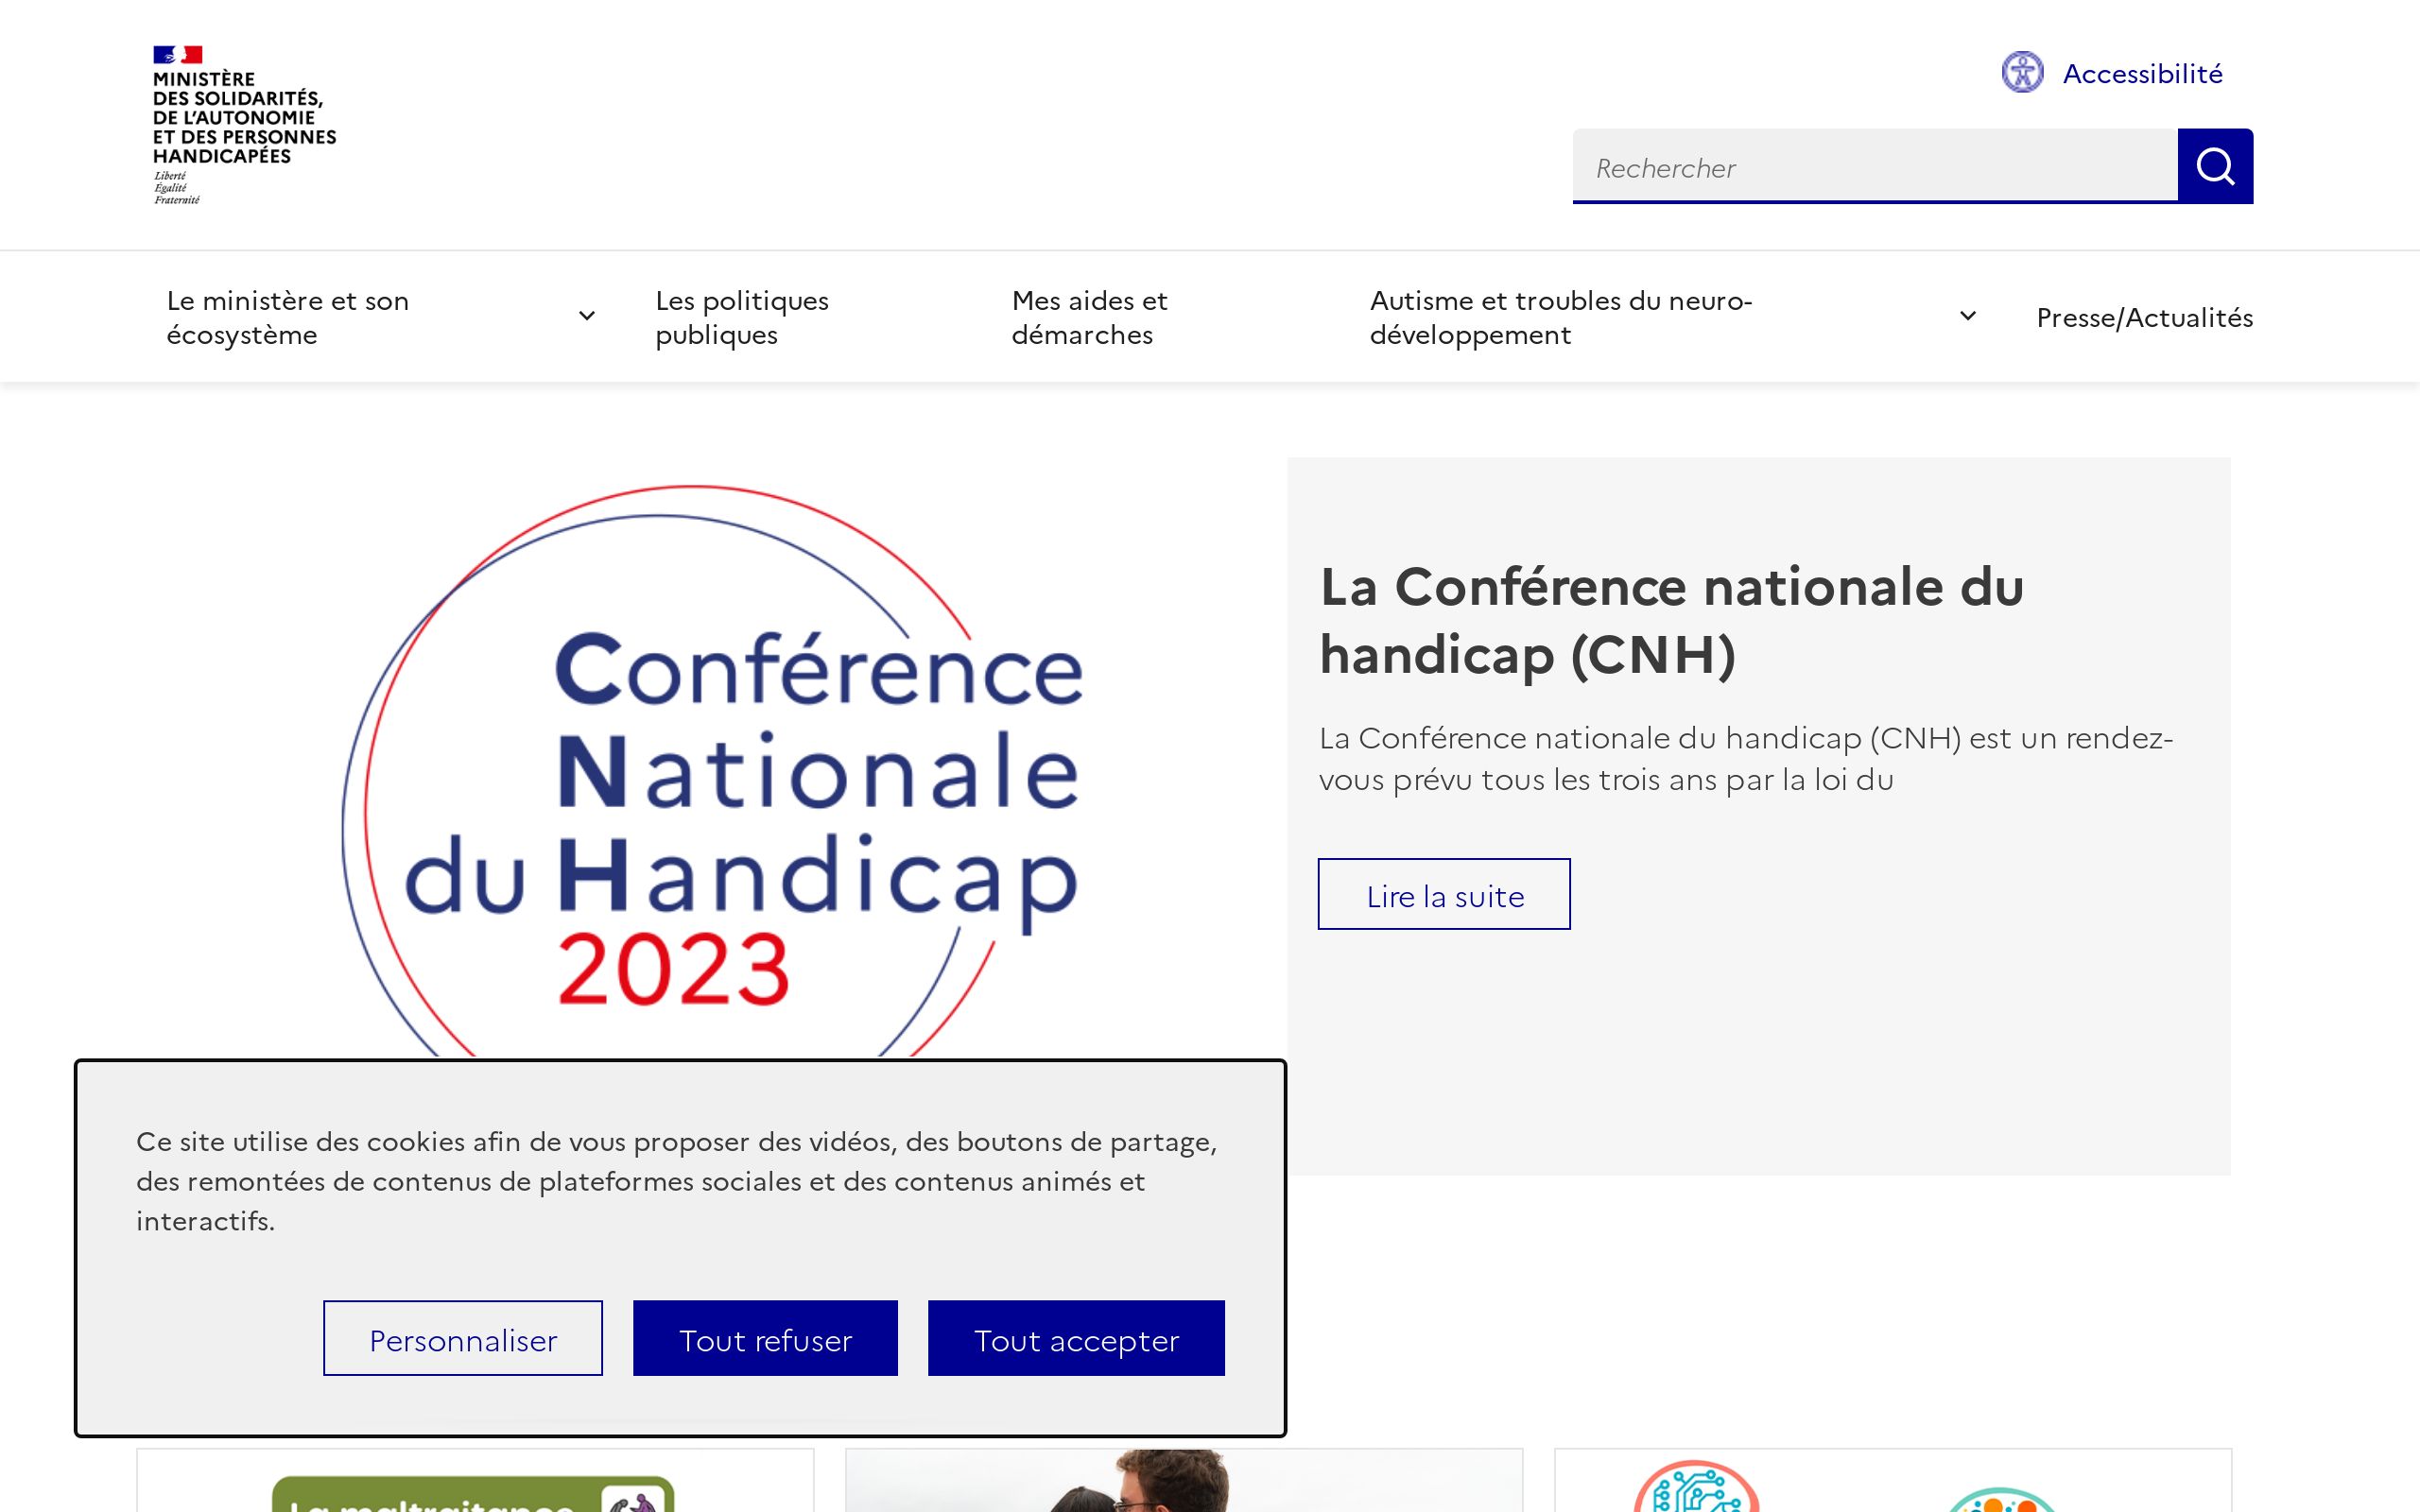 MINISTÈRE
DES SOLIDARITÉS,
DE L'AUTONOMIE
ET DES PERSONNES
HANDICAPÉES
Liberté
Égalité
Fraternité
Accessibilité
Rechercher
Le ministère et son
écosystème
Les politiques
publiques
Mes aides et
démarches
Autisme et troubles du neuro-
développement
Presse/Actualités
Conférence
Nationale
du Handicap
2023
La Conférence nationale du
handicap (CNH)
La Conférence nationale du handicap (CNH) est un rendez-
vous prévu tous les trois ans par la loi du
Lire la suite
Ce site utilise des cookies afin de vous proposer des vidéos, des boutons de partage,
des remontées de contenus de plateformes sociales et des contenus animés et
interactifs.
Personnaliser
Tout refuser
Tout accepter
La maltraitance